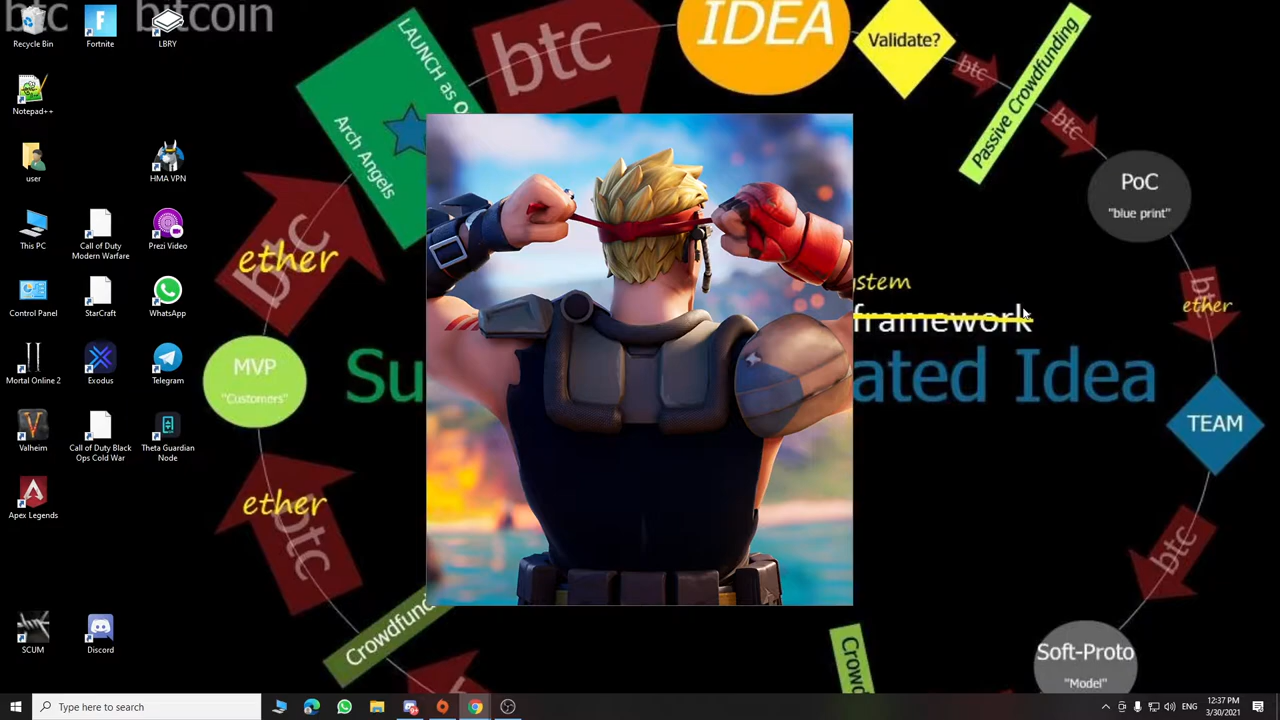 btc
bitcoin
Recycle Bin
Fortnite
LBRY
Notepad++
user
HMA VPN
This PC
Call of Duty
Modern Warfare
Prezi Video
Control Panel
StarCraft
WhatsApp
Mortal Online 2
Exodus
Telegram
Valheim
Call of Duty Black
Ops Cold War
Theta Guardian
Node
Apex Legends
SCUM
Discord
LAUNCH as
Arch Angels
btc
IDEA
Validate?
btc
Passive Crowdfunding
btc
PoC
"blue print"
btc
ether
TEAM
btc
Soft-Proto
"Model"
stem
framework
ated Idea
Su
btc
ether
MVP
"Customers"
btc
ether
Crowdfun
Crowd
Type here to search
ENG
12:37 PM
3/30/2021